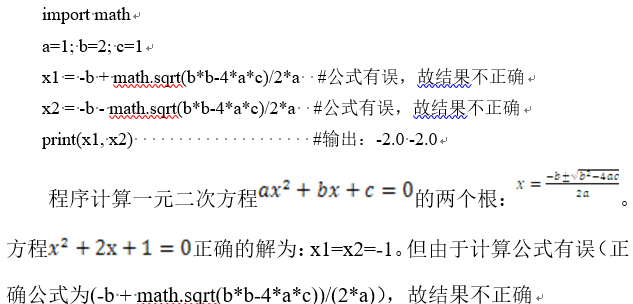 import math
a=1; b=2; c=1
x1 = -b + math.sqrt(b*b-4*a*c)/2*a  #公式有误，故结果不正确
x2 = -b - math.sqrt(b*b-4*a*c)/2*a  #公式有误，故结果不正确
print(x1, x2)                    #输出：-2.0 -2.0
程序计算一元二次方程ax² + bx + c = 0的两个根：x = (-b±√(b²-4ac))/(2a)。
方程x² + 2x + 1 = 0正确的解为：x1=x2=-1。但由于计算公式有误（正
确公式为(-b + math.sqrt(b*b-4*a*c))/(2*a)），故结果不正确